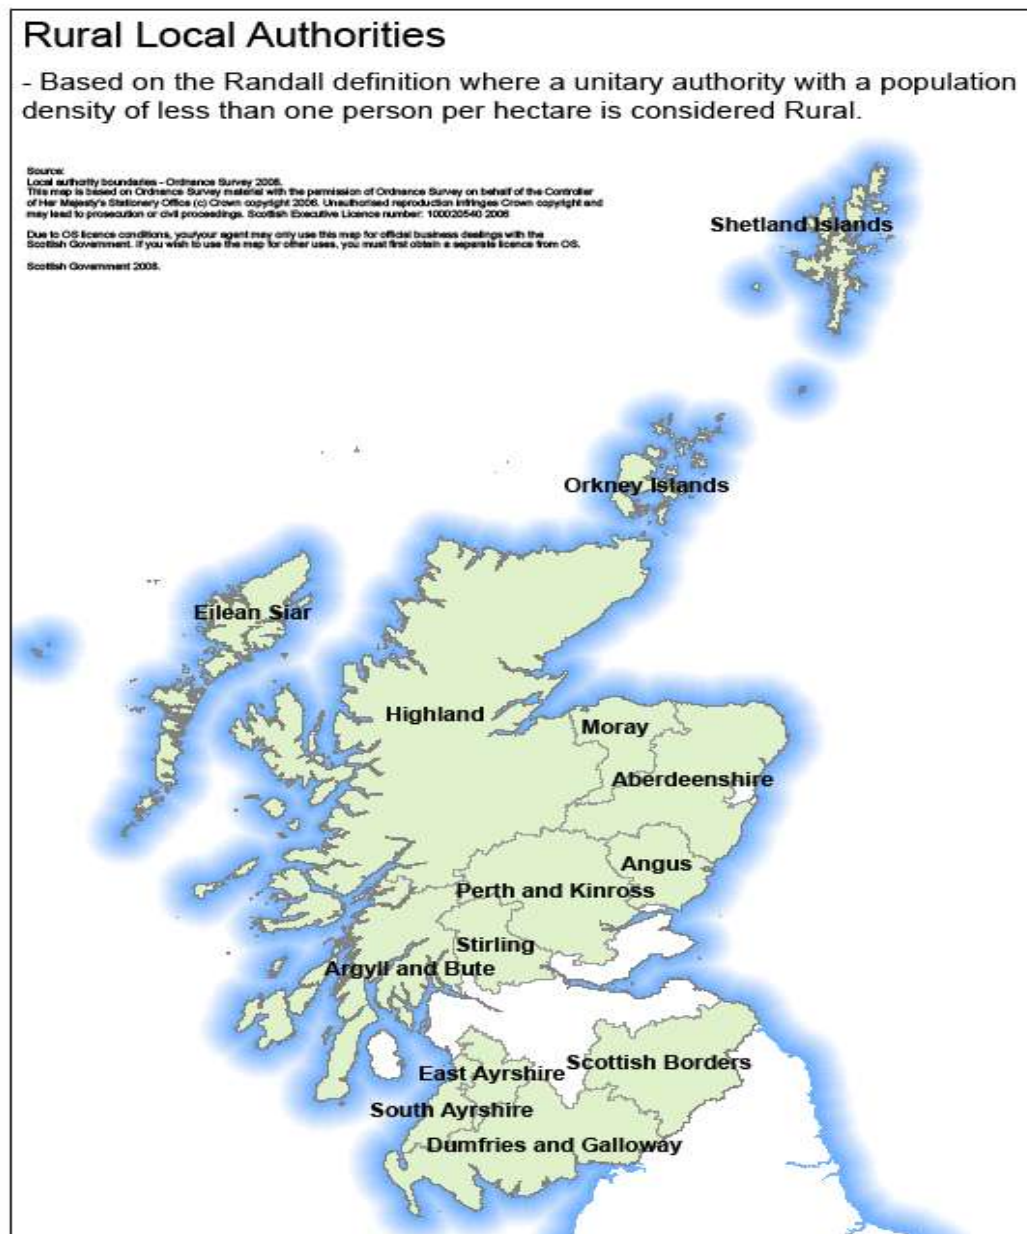 Rural Local Authorities
- Based on the Randall definition where a unitary authority with a population
density of less than one person per hectare is considered Rural.
Source:
Local authority boundaries - Ordnance Survey 2006.
This map is based on Ordnance Survey material with the permission of Ordnance Survey on behalf of the Controller
of Her Majesty's Stationery Office (c) Crown copyright 2006. Unauthorised reproduction infringes Crown copyright and
may lead to prosecution or civil proceedings. Scottish Executive Licence number: 100020540 2006
Due to OS licence conditions, you/your agent may only use this map for official business dealings with the
Scottish Government. If you wish to use the map for other uses, you must first obtain a separate licence from OS.
Scottish Government 2008.
Shetland Islands
Orkney Islands
Eilean Siar
Highland
Moray
Aberdeenshire
Angus
Perth and Kinross
Stirling
Argyll and Bute
Scottish Borders
East Ayrshire
South Ayrshire
Dumfries and Galloway